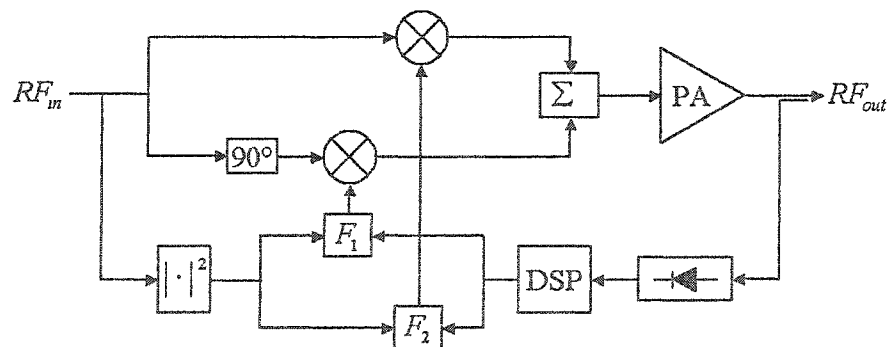 RF_in
Σ
PA
RF_out
90°
F_1
|·|²
DSP
F_2